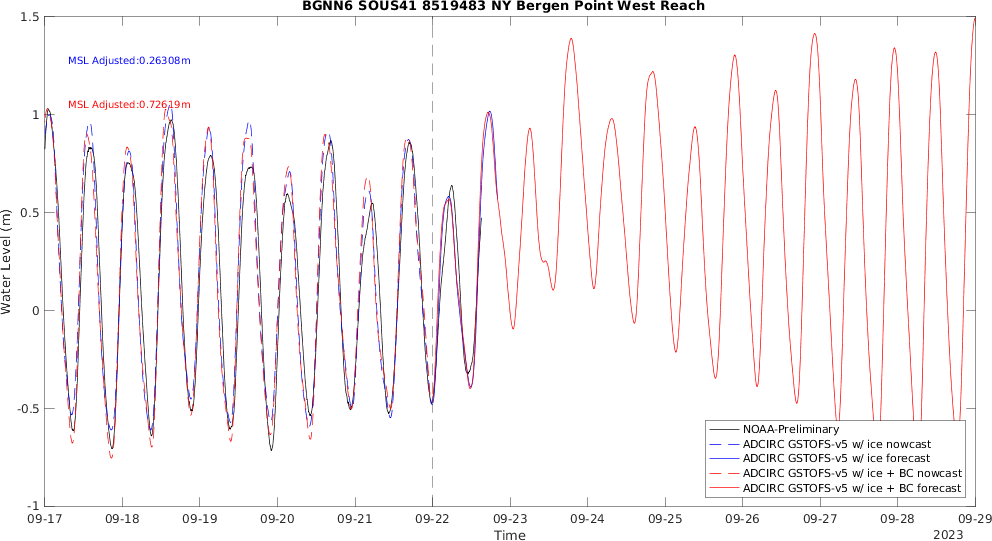 BGNN6 SOUS41 8519483 NY Bergen Point West Reach
1.5
MSL Adjusted:0.26308m
MSL Adjusted:0.72619m
1
0.5
Water Level (m)
0
-0.5
-1
NOAA-Preliminary
ADCIRC GSTOFS-v5 w/ ice nowcast
ADCIRC GSTOFS-v5 w/ ice forecast
ADCIRC GSTOFS-v5 w/ ice + BC nowcast
ADCIRC GSTOFS-v5 w/ ice + BC forecast
09-17 09-18 09-19 09-20 09-21 09-22 09-23 09-24 09-25 09-26 09-27 09-28 09-29
Time
2023